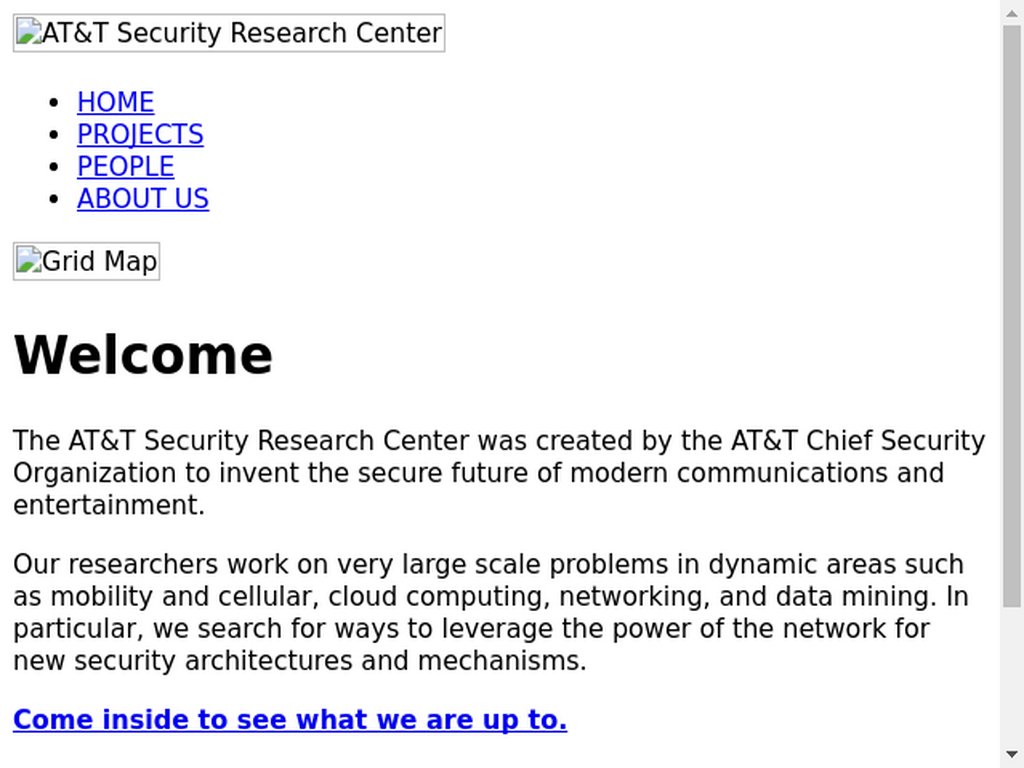 AT&T Security Research Center
HOME
PROJECTS
PEOPLE
ABOUT US
Grid Map
Welcome
The AT&T Security Research Center was created by the AT&T Chief Security
Organization to invent the secure future of modern communications and
entertainment.
Our researchers work on very large scale problems in dynamic areas such
as mobility and cellular, cloud computing, networking, and data mining. In
particular, we search for ways to leverage the power of the network for
new security architectures and mechanisms.
Come inside to see what we are up to.